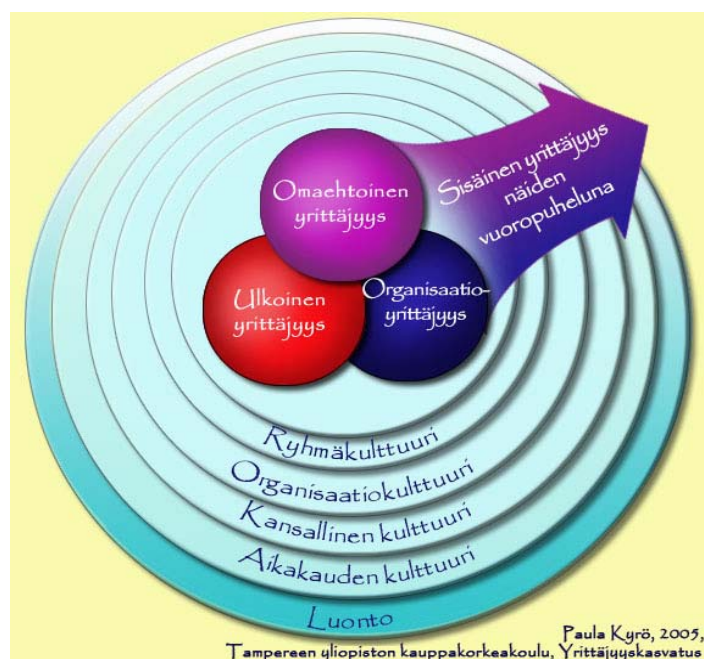 Omaehtoinen
yrittäjyys
Sisäinen yrittäjyys
näiden
vuoropuheluna
Ulkoinen
yrittäjyys
Organisaatio-
yrittäjyys
Ryhmäkulttuuri
Organisaatiokulttuuri
Kansallinen kulttuuri
Aikakauden kulttuuri
Luonto
Paula Kyrö, 2005,
Tampereen yliopiston kauppakorkeakoulu, Yrittäjyyskasvatus